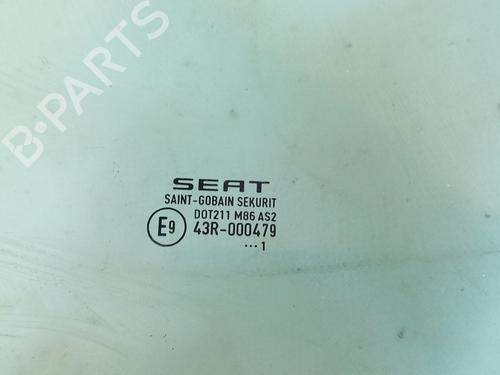 B-PARTS
SEAT
SAINT-GOBAIN SEKURIT
DOT211 M86 AS2
E9 43R-000479
...1